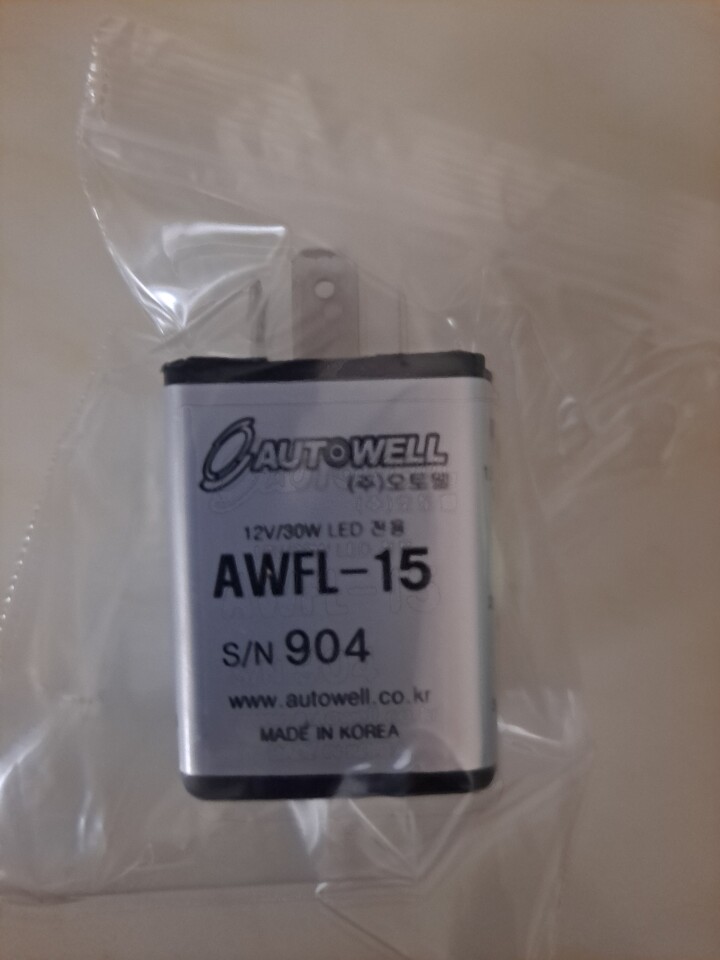 AUTOWELL
(주)오토웰
12V/30W LED 전용
AWFL-15
S/N 904
www.autowell.co.kr
MADE IN KOREA